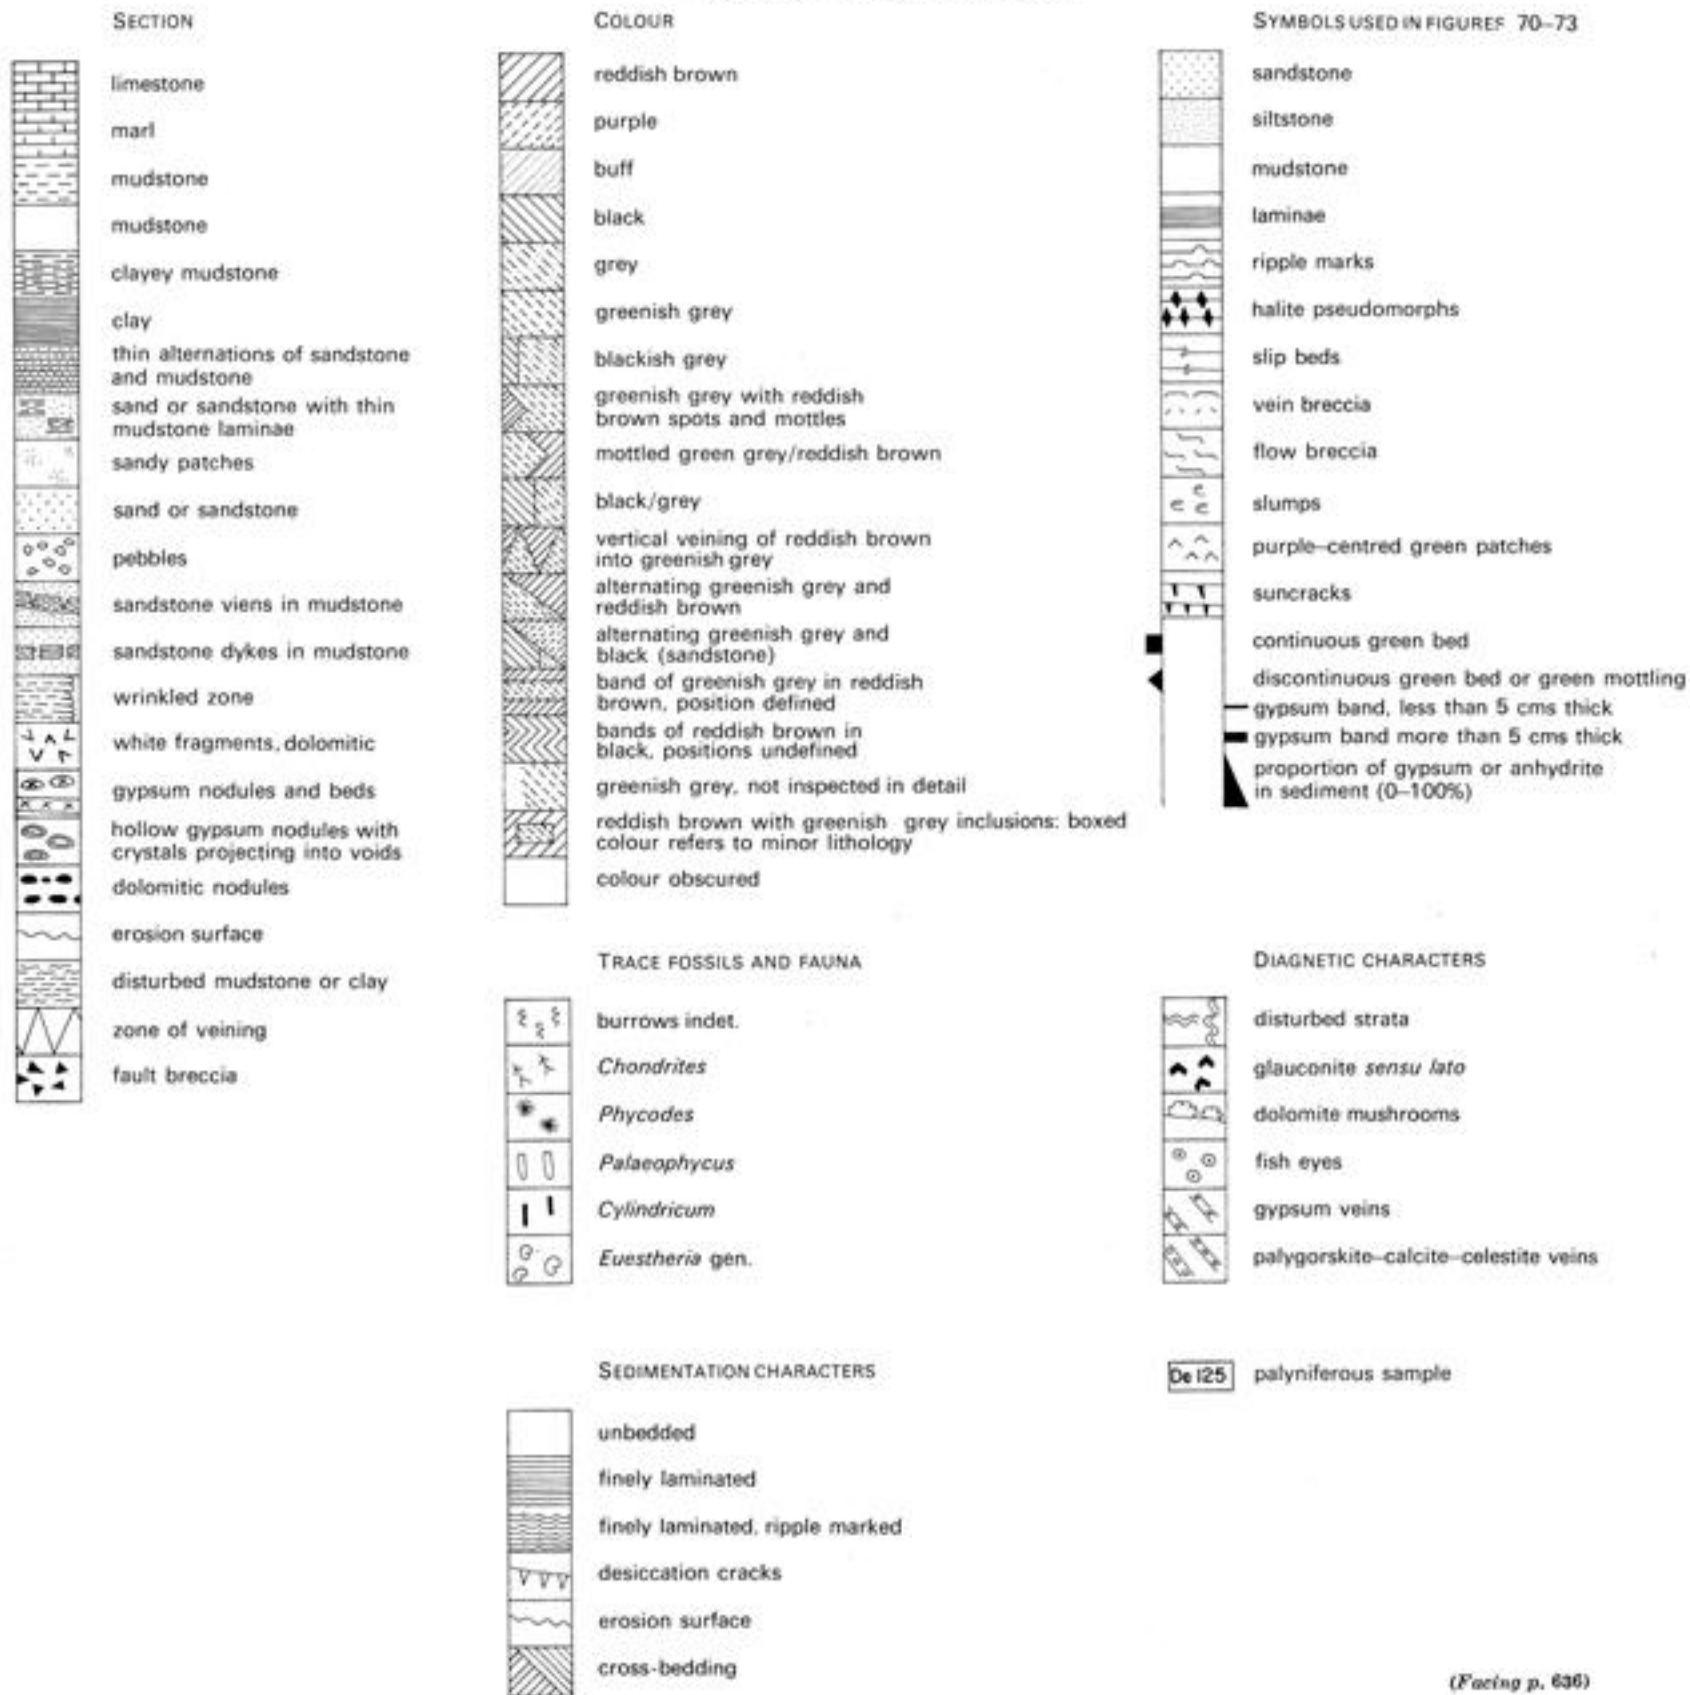 SECTION
limestone
marl
mudstone
mudstone
clayey mudstone
clay
thin alternations of sandstone
and mudstone
sand or sandstone with thin
mudstone laminae
sandy patches
sand or sandstone
pebbles
sandstone viens in mudstone
sandstone dykes in mudstone
wrinkled zone
white fragments, dolomitic
gypsum nodules and beds
hollow gypsum nodules with
crystals projecting into voids
dolomitic nodules
erosion surface
disturbed mudstone or clay
zone of veining
fault breccia
COLOUR
reddish brown
purple
buff
black
grey
greenish grey
blackish grey
greenish grey with reddish
brown spots and mottles
mottled green grey/reddish brown
black/grey
vertical veining of reddish brown
into greenish grey
alternating greenish grey and
reddish brown
alternating greenish grey and
black (sandstone)
band of greenish grey in reddish
brown, position defined
bands of reddish brown in
black, positions undefined
greenish grey, not inspected in detail
reddish brown with greenish grey inclusions: boxed
colour refers to minor lithology
colour obscured
TRACE FOSSILS AND FAUNA
burrows indet.
Chondrites
Phycodes
Palaeophycus
Cylindricum
Euestheria gen.
SEDIMENTATION CHARACTERS
unbedded
finely laminated
finely laminated, ripple marked
desiccation cracks
erosion surface
cross-bedding
SYMBOLS USED IN FIGURES 70–73
sandstone
siltstone
mudstone
laminae
ripple marks
halite pseudomorphs
slip beds
vein breccia
flow breccia
slumps
purple–centred green patches
suncracks
continuous green bed
discontinuous green bed or green mottling
gypsum band, less than 5 cms thick
gypsum band more than 5 cms thick
proportion of gypsum or anhydrite
in sediment (0–100%)
DIAGNETIC CHARACTERS
disturbed strata
glauconite sensu lato
dolomite mushrooms
fish eyes
gypsum veins
palygorskite–calcite–celestite veins
De 125 palyniferous sample
(Facing p. 636)